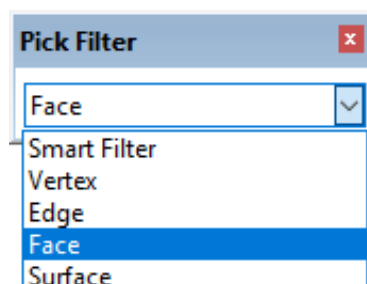 Pick Filter
Face
Smart Filter
Vertex
Edge
Face
Surface